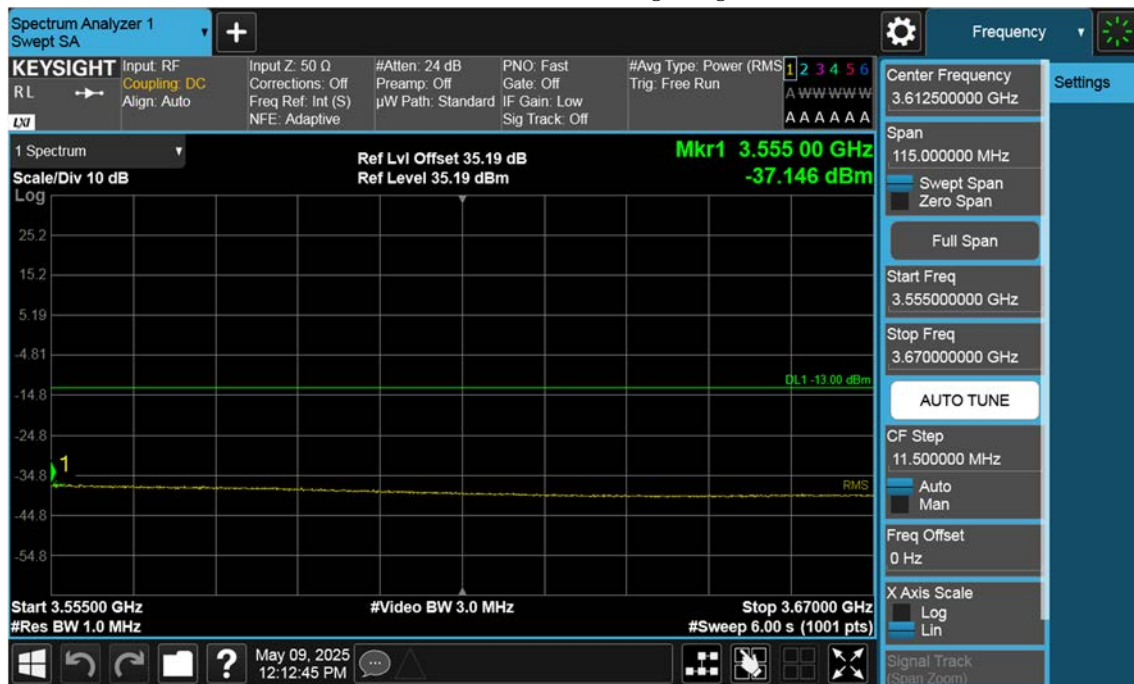 Spectrum Analyzer 1
Swept SA
+
Frequency
KEYSIGHT
RL
LXI
Input: RF
Coupling: DC
Align: Auto
Input Z: 50 Ω
Corrections: Off
Freq Ref: Int (S)
NFE: Adaptive
#Atten: 24 dB
Preamp: Off
µW Path: Standard
PNO: Fast
Gate: Off
IF Gain: Low
Sig Track: Off
#Avg Type: Power (RMS
Trig: Free Run
1 2 3 4 5 6
A W W W W W
A A A A A A
1 Spectrum
Scale/Div 10 dB
Ref Lvl Offset 35.19 dB
Ref Level 35.19 dBm
Mkr1 3.555 00 GHz
-37.146 dBm
Log
25.2
15.2
5.19
-4.81
DL1 -13.00 dBm
-14.8
-24.8
1
-34.8
RMS
-44.8
-54.8
Start 3.55500 GHz
#Res BW 1.0 MHz
#Video BW 3.0 MHz
Stop 3.67000 GHz
#Sweep 6.00 s (1001 pts)
Center Frequency
3.612500000 GHz
Settings
Span
115.000000 MHz
Swept Span
Zero Span
Full Span
Start Freq
3.555000000 GHz
Stop Freq
3.670000000 GHz
AUTO TUNE
CF Step
11.500000 MHz
Auto
Man
Freq Offset
0 Hz
X Axis Scale
Log
Lin
Signal Track
(Span Zoom)
?
May 09, 2025
12:12:45 PM